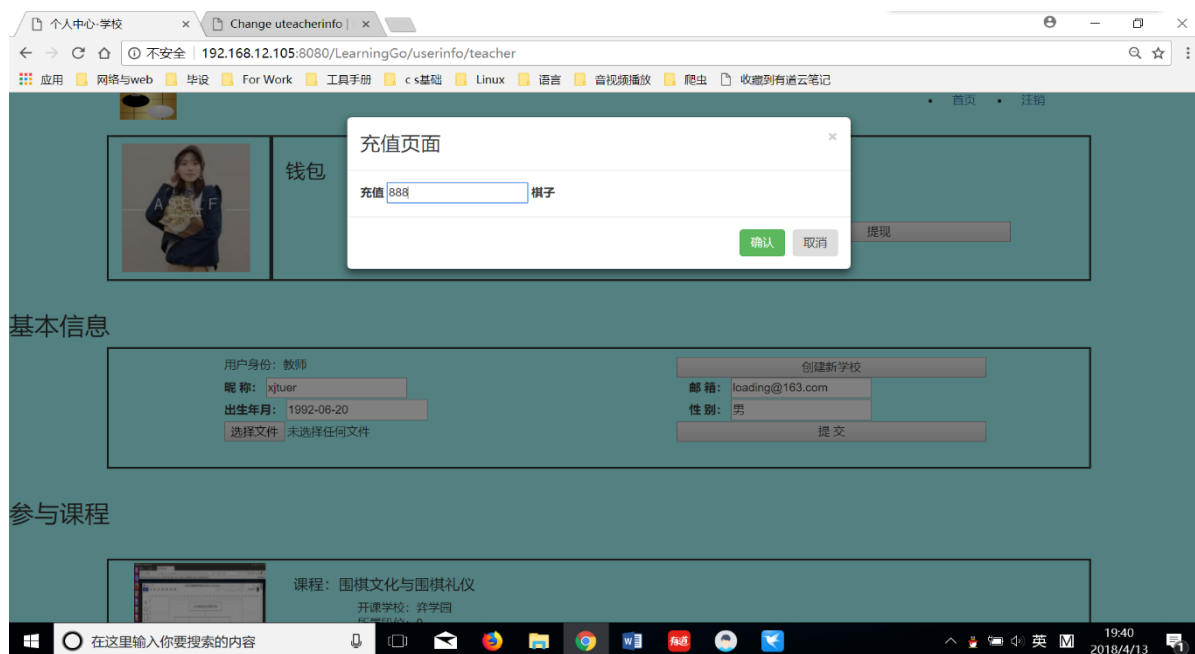 个人中心-学校
Change uteacherinfo |
不安全 192.168.12.105:8080/LearningGo/userinfo/teacher
应用 网络与web 毕设 For Work 工具手册 c s基础 Linux 语言 音视频播放 爬虫 收藏到有道云笔记
首页 注销
充值页面 ×
ASELF
钱包
充值 888 棋子
提现
确认 取消
基本信息
用户身份：教师 创建新学校
昵 称： xjtuer 邮 箱： loading@163.com
出生年月： 1992-06-20 性 别： 男
选择文件 未选择任何文件 提 交
参与课程
课程：围棋文化与围棋礼仪
开课学校：弈学园
在这里输入你要搜索的内容
英 M 19:40
2018/4/13